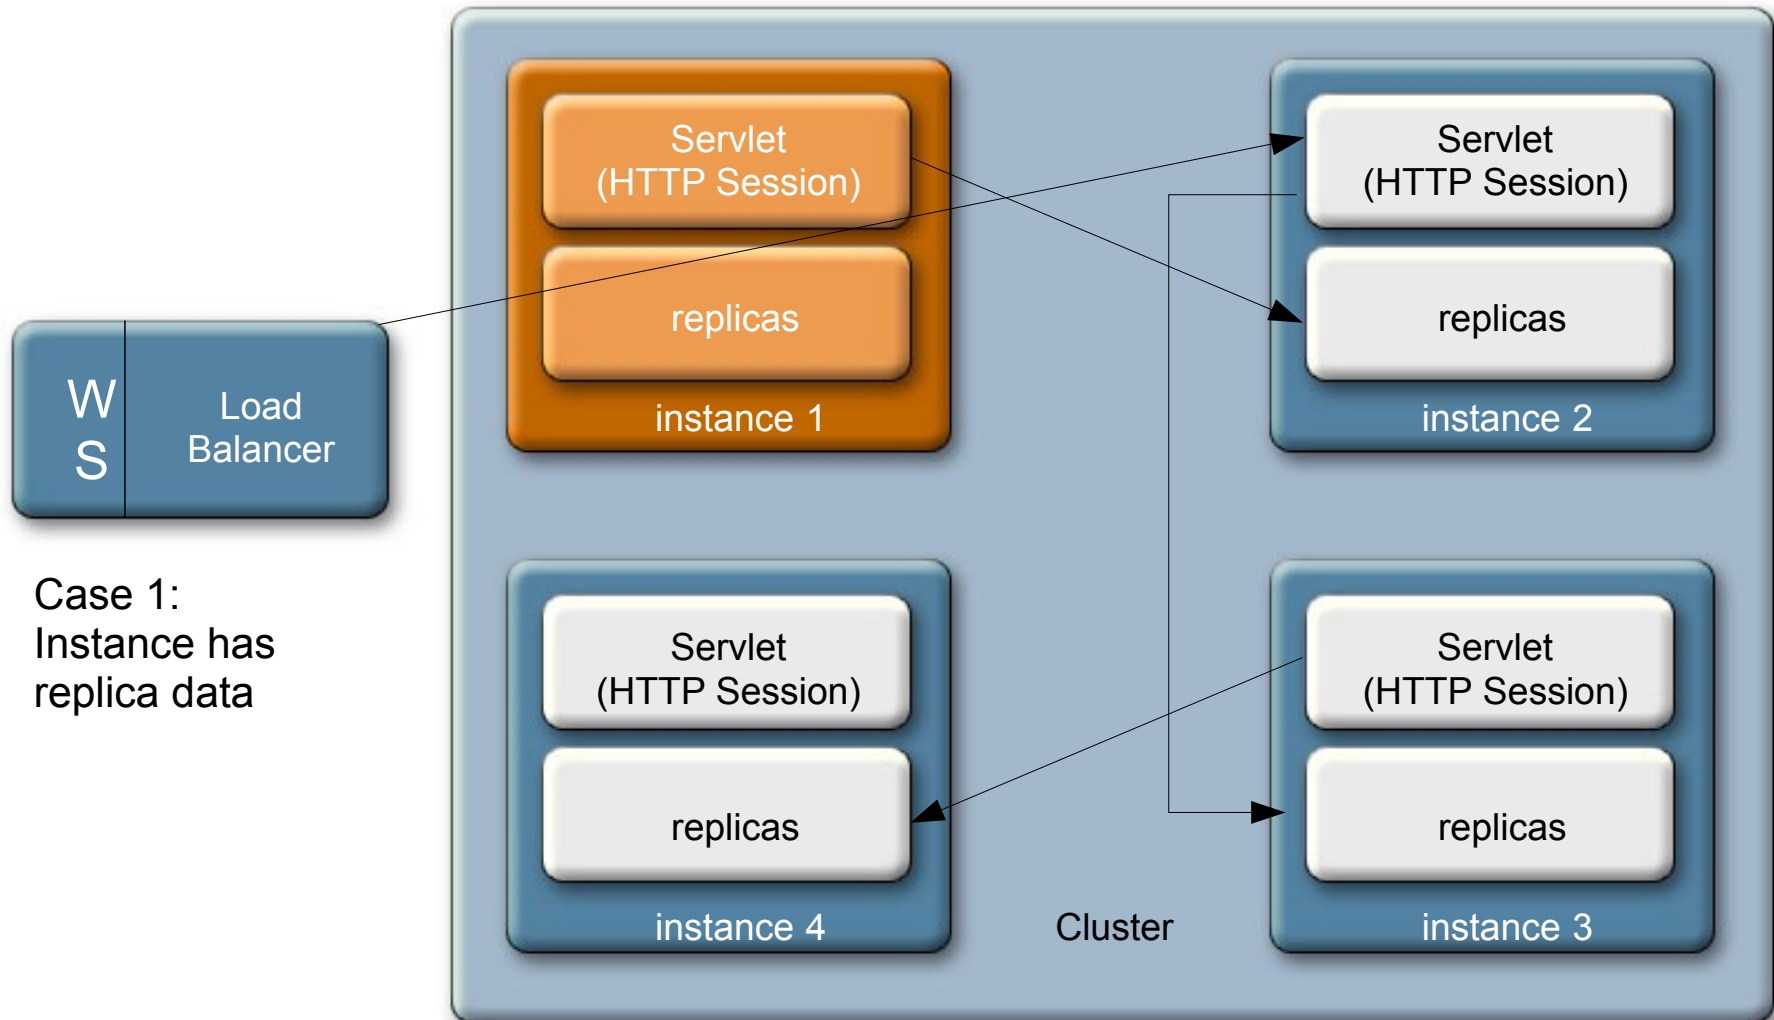 Servlet
(HTTP Session)
replicas
instance 1
Servlet
(HTTP Session)
replicas
instance 2
W
S
Load
Balancer
Case 1:
Instance has
replica data
Servlet
(HTTP Session)
replicas
instance 4
Cluster
Servlet
(HTTP Session)
replicas
instance 3